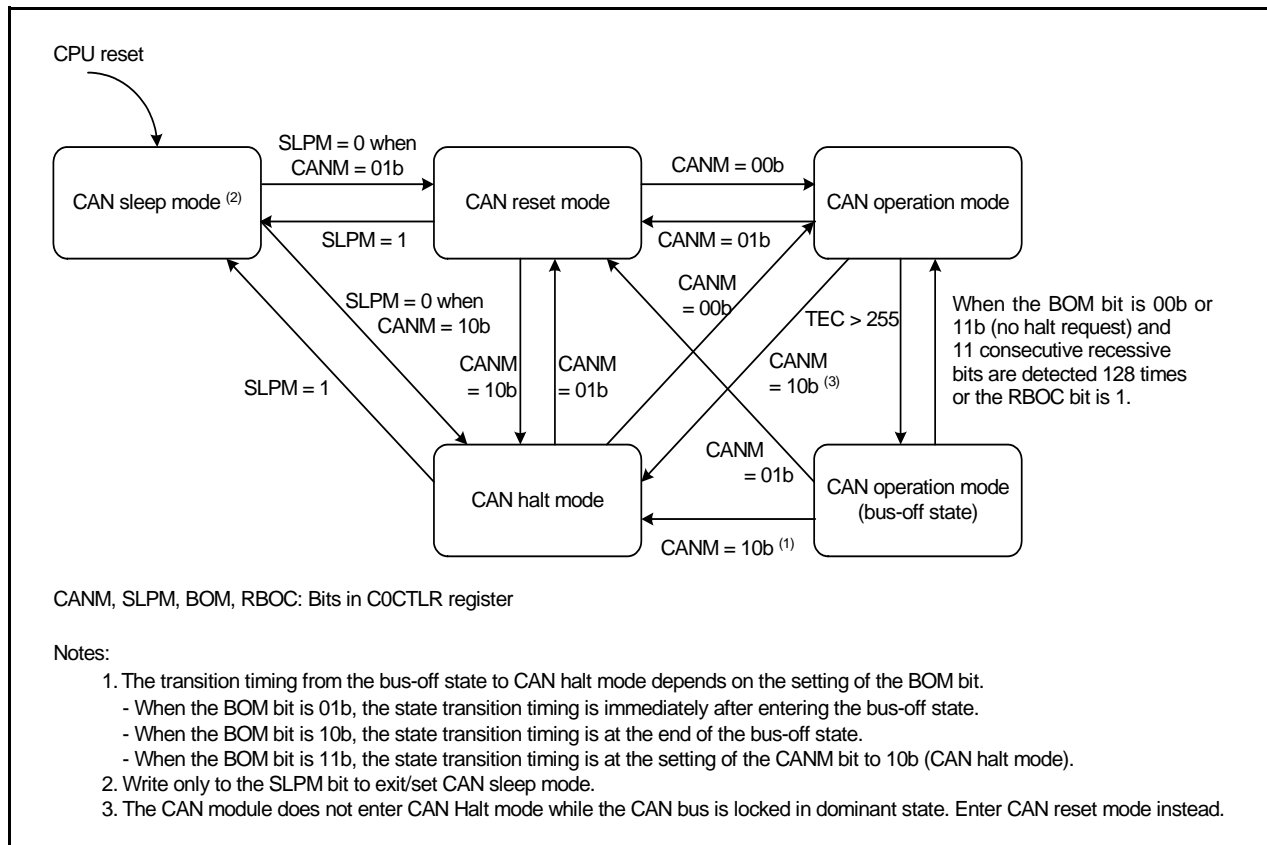 CPU reset
SLPM = 0 when
CANM = 01b
CANM = 00b
CAN sleep mode (2)
CAN reset mode
CAN operation mode
SLPM = 1
CANM = 01b
SLPM = 0 when
CANM = 10b
CANM
= 00b
TEC > 255
When the BOM bit is 00b or
11b (no halt request) and
11 consecutive recessive
bits are detected 128 times
or the RBOC bit is 1.
SLPM = 1
CANM
= 10b
CANM
= 01b
CANM
= 10b (3)
CANM
= 01b
CAN halt mode
CAN operation mode
(bus-off state)
CANM = 10b (1)
CANM, SLPM, BOM, RBOC: Bits in C0CTLR register
Notes:
1. The transition timing from the bus-off state to CAN halt mode depends on the setting of the BOM bit.
- When the BOM bit is 01b, the state transition timing is immediately after entering the bus-off state.
- When the BOM bit is 10b, the state transition timing is at the end of the bus-off state.
- When the BOM bit is 11b, the state transition timing is at the setting of the CANM bit to 10b (CAN halt mode).
2. Write only to the SLPM bit to exit/set CAN sleep mode.
3. The CAN module does not enter CAN Halt mode while the CAN bus is locked in dominant state. Enter CAN reset mode instead.